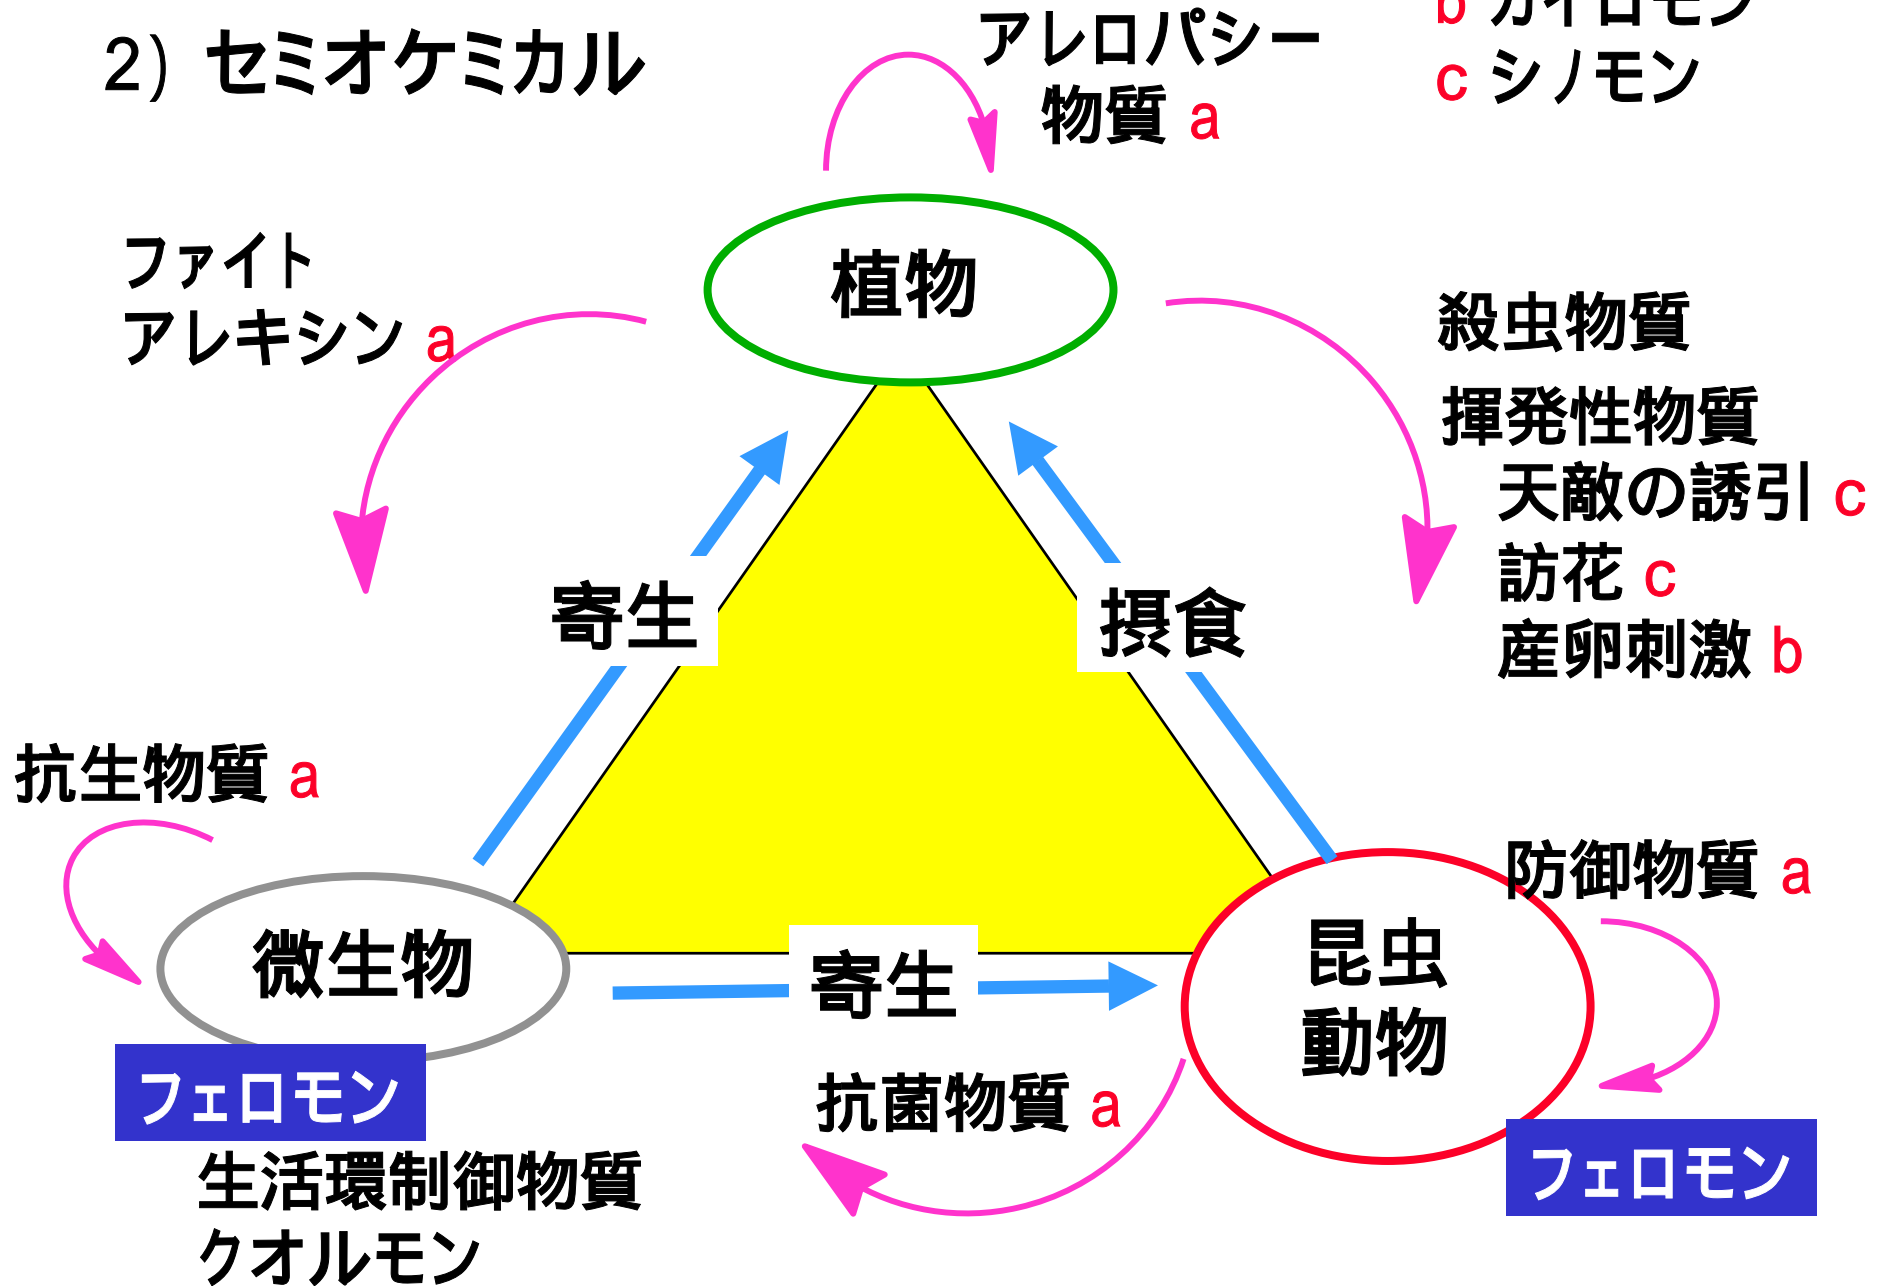 2) セミオケミカル
アレロパシー
物質 a
b カイロモン
c シノモン
植物
ファイト
アレキシン a
殺虫物質
揮発性物質
天敵の誘引 c
訪花 c
産卵刺激 b
寄生
摂食
抗生物質 a
防御物質 a
微生物
寄生
昆虫
動物
フェロモン
抗菌物質 a
フェロモン
生活環制御物質
クオルモン